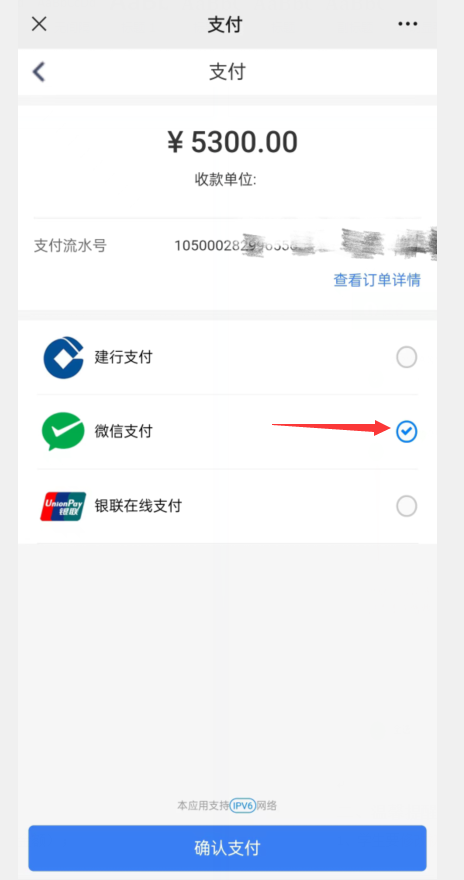 支付
支付
¥ 5300.00
收款单位:
支付流水号 105000282
查看订单详情
建行支付
微信支付
UnionPay
银联
银联在线支付
本应用支持IPV6网络
确认支付